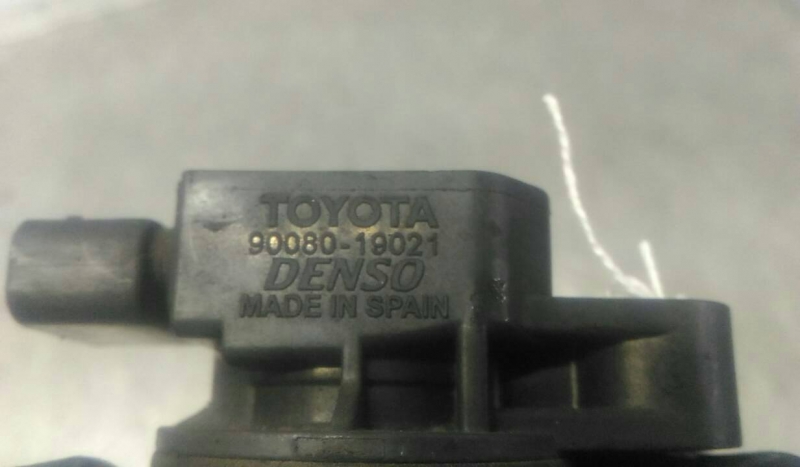 TOYOTA
90080-19021
DENSO
MADE IN SPAIN